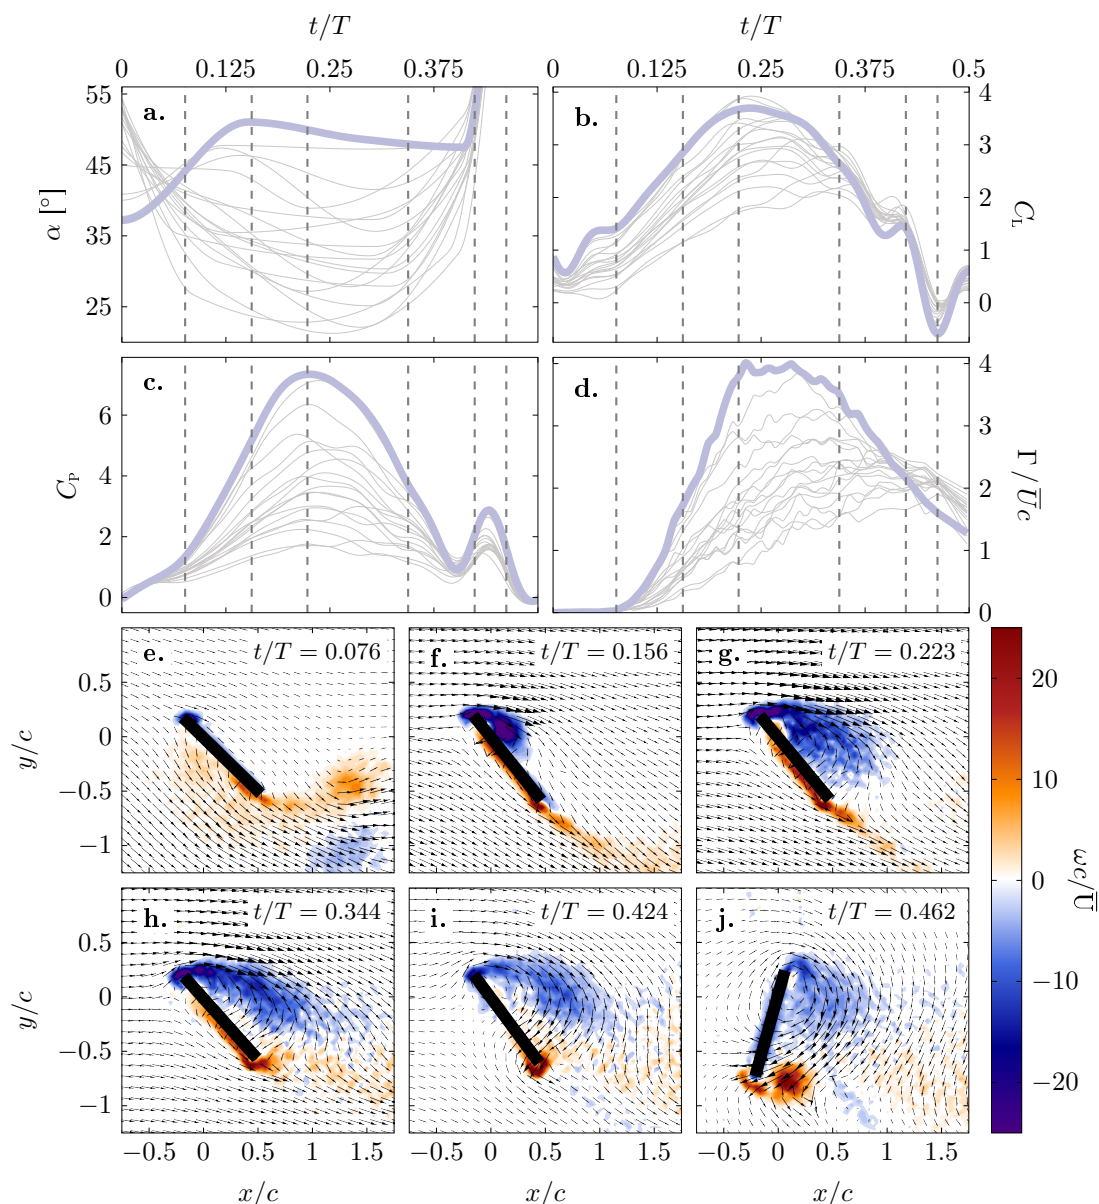 t/T t/T
0 0.125 0.25 0.375 0 0.125 0.25 0.375 0.5
a. b.
55 45 35 25
α [°]
4 3 2 1 0
C_L
c. d.
6 4 2 0
C_P
4 3 2 1 0
Γ/U̅c
e. t/T = 0.076 f. t/T = 0.156 g. t/T = 0.223
0.5 0 −0.5 −1
y/c
h. t/T = 0.344 i. t/T = 0.424 j. t/T = 0.462
0.5 0 −0.5 −1
y/c
−0.5 0 0.5 1 1.5 −0.5 0 0.5 1 1.5 −0.5 0 0.5 1 1.5
x/c x/c x/c
20 10 0 −10 −20
ωc/U̅